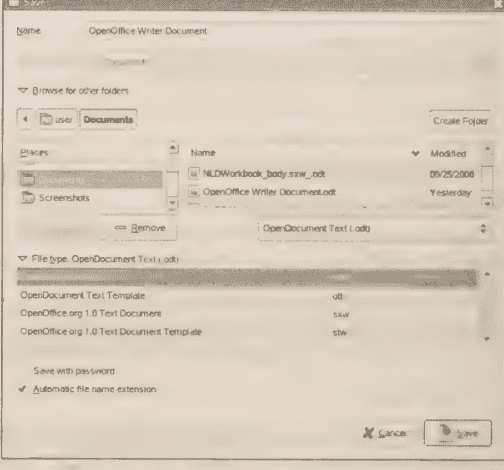 Save
Name OpenOffice Writer Document
Browse for other folders
user Documents
Create Folder
Places Name Modified
NLDWorkbook_body.sxw_.odt 09/25/2006
Screenshots OpenOffice Writer Document.odt Yesterday
Remove OpenDocument Text (.odt)
File type: OpenDocument Text (.odt)
OpenDocument Text Template ott
OpenOffice.org 1.0 Text Document sxw
OpenOffice.org 1.0 Text Document Template stw
Save with password
Automatic file name extension
Cancel Save